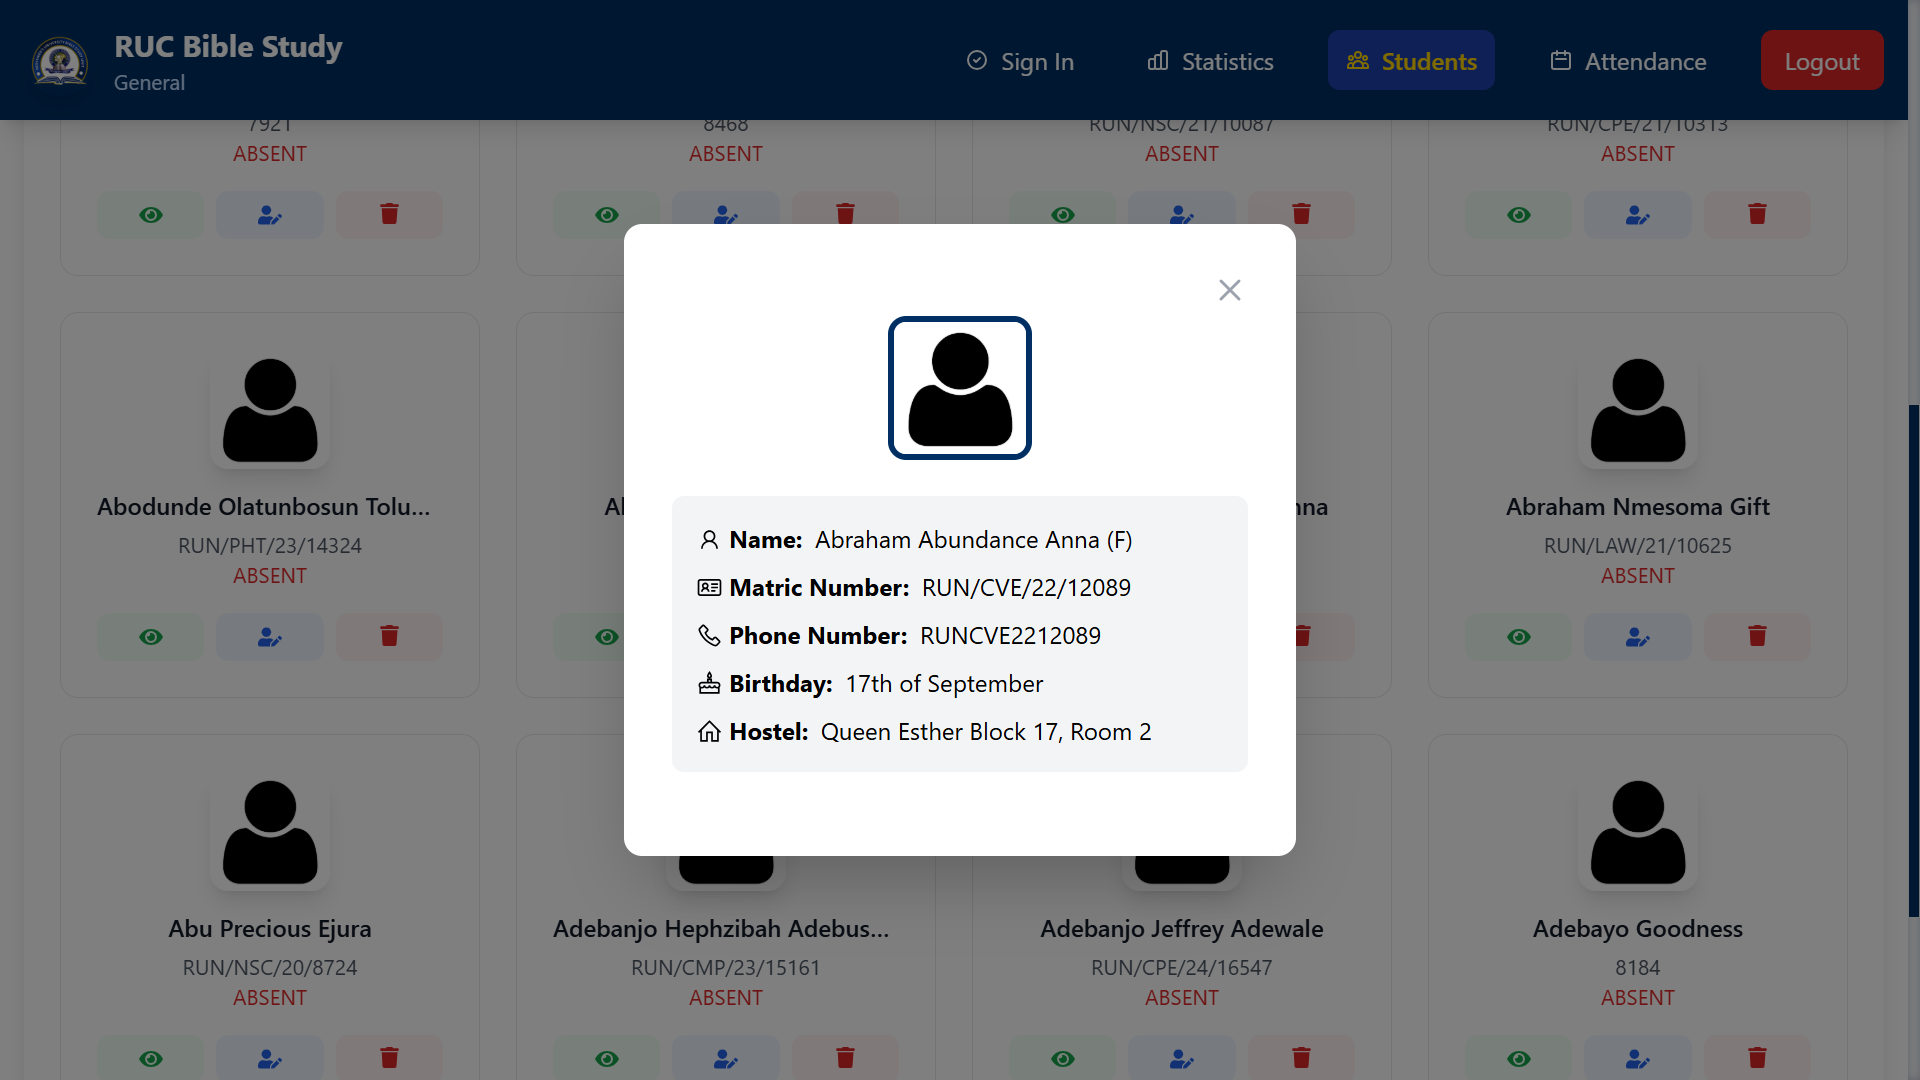 RUC Bible Study
General
Sign In
Statistics
Students
Attendance
Logout
7921
8468
RUN/NSC/21/10087
RUN/CPE/21/10313
ABSENT
ABSENT
ABSENT
ABSENT
Name: Abraham Abundance Anna (F)
Matric Number: RUN/CVE/22/12089
Phone Number: RUNCVE2212089
Birthday: 17th of September
Hostel: Queen Esther Block 17, Room 2
Abodunde Olatunbosun Tolu...
RUN/PHT/23/14324
ABSENT
Abraham Nmesoma Gift
RUN/LAW/21/10625
ABSENT
Abu Precious Ejura
RUN/NSC/20/8724
ABSENT
Adebanjo Hephzibah Adebus...
RUN/CMP/23/15161
ABSENT
Adebanjo Jeffrey Adewale
RUN/CPE/24/16547
ABSENT
Adebayo Goodness
8184
ABSENT